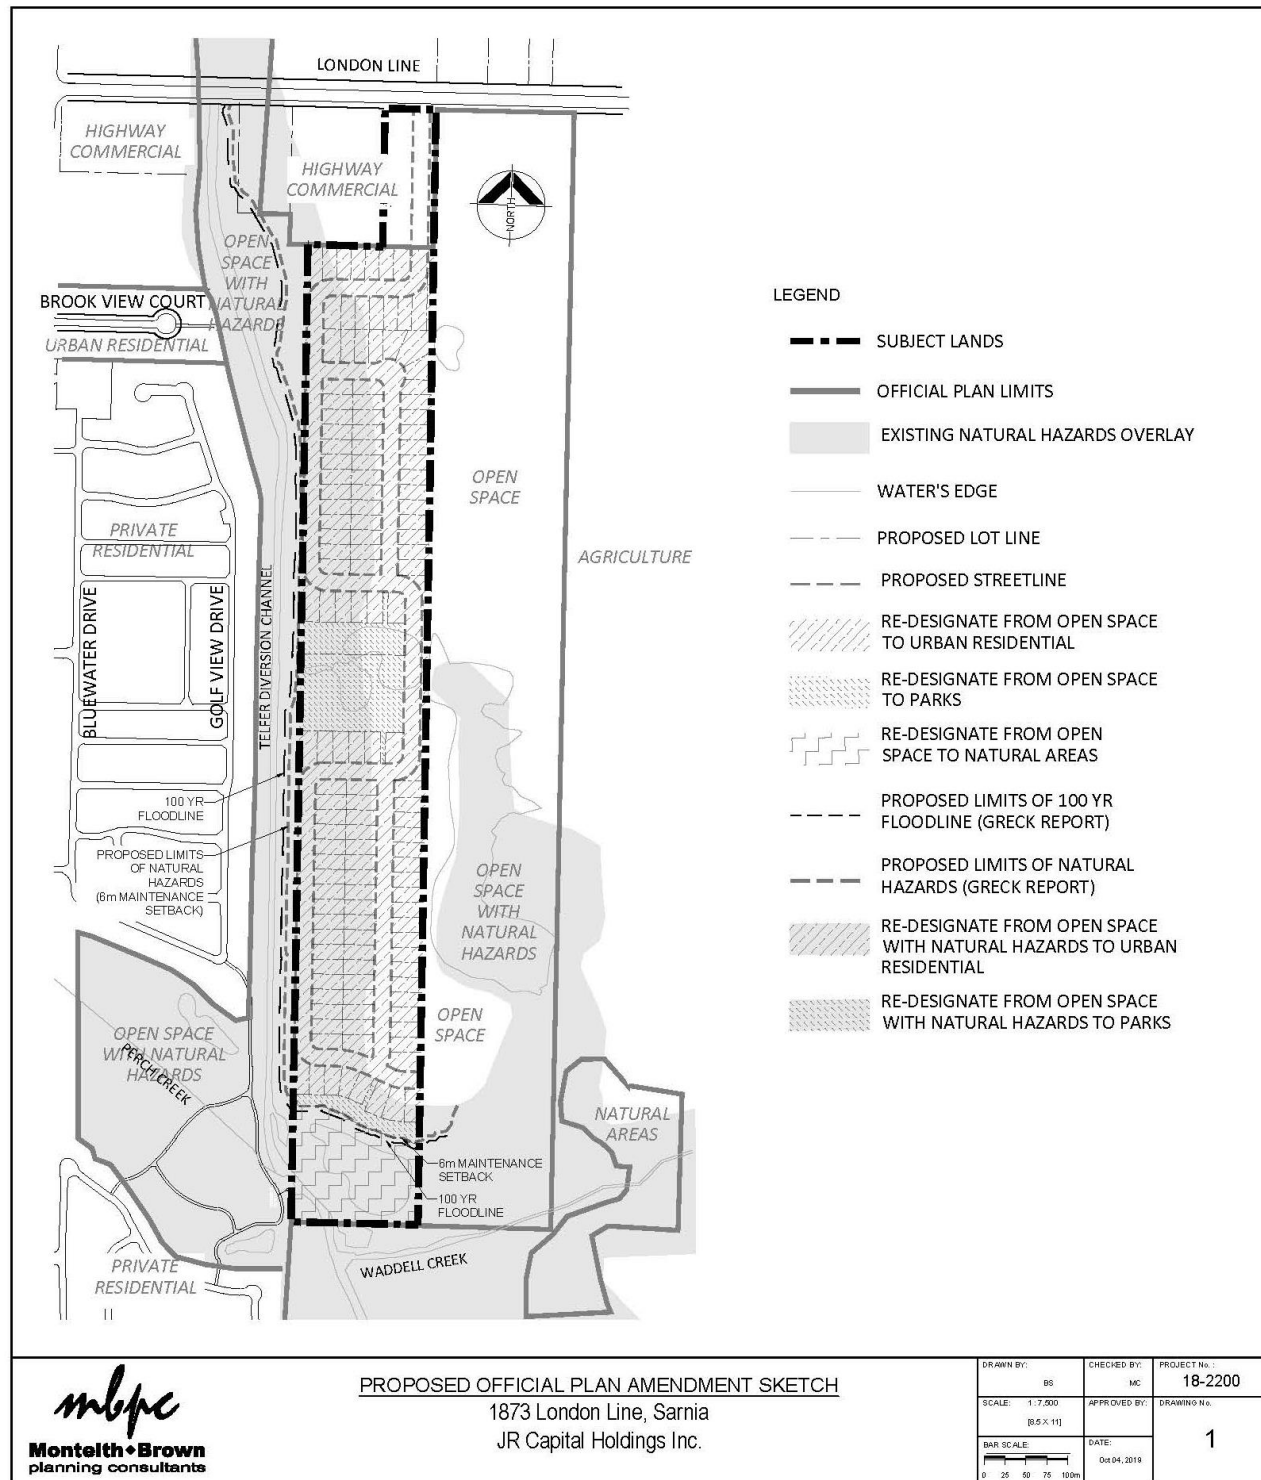 LONDON LINE
HIGHWAY
COMMERCIAL
HIGHWAY
COMMERCIAL
NORTH
OPEN
SPACE
WITH
NATURAL
HAZARDS
BROOK VIEW COURT
URBAN RESIDENTIAL
OPEN
SPACE
AGRICULTURE
PRIVATE
RESIDENTIAL
BLUEWATER DRIVE
GOLF VIEW DRIVE
TELFER DIVERSION CHANNEL
100 YR
FLOODLINE
PROPOSED LIMITS
OF NATURAL
HAZARDS
(6m MAINTENANCE
SETBACK)
OPEN
SPACE
WITH
NATURAL
HAZARDS
OPEN
SPACE
OPEN SPACE
WITH NATURAL
HAZARDS
PERCH CREEK
NATURAL
AREAS
6m MAINTENANCE
SETBACK
100 YR
FLOODLINE
PRIVATE
RESIDENTIAL
WADDELL CREEK
LEGEND
SUBJECT LANDS
OFFICIAL PLAN LIMITS
EXISTING NATURAL HAZARDS OVERLAY
WATER'S EDGE
PROPOSED LOT LINE
PROPOSED STREETLINE
RE-DESIGNATE FROM OPEN SPACE
TO URBAN RESIDENTIAL
RE-DESIGNATE FROM OPEN SPACE
TO PARKS
RE-DESIGNATE FROM OPEN
SPACE TO NATURAL AREAS
PROPOSED LIMITS OF 100 YR
FLOODLINE (GRECK REPORT)
PROPOSED LIMITS OF NATURAL
HAZARDS (GRECK REPORT)
RE-DESIGNATE FROM OPEN SPACE
WITH NATURAL HAZARDS TO URBAN
RESIDENTIAL
RE-DESIGNATE FROM OPEN SPACE
WITH NATURAL HAZARDS TO PARKS
mbpc
Monteith♦Brown
planning consultants
PROPOSED OFFICIAL PLAN AMENDMENT SKETCH
1873 London Line, Sarnia
JR Capital Holdings Inc.
DRAWN BY:
BS
CHECKED BY:
MC
PROJECT No. :
18-2200
SCALE: 1:7,500
[8.5 X 11]
APPROVED BY:
DRAWING No.
1
BAR SCALE:
0 25 50 75 100m
DATE:
Oct 04, 2019